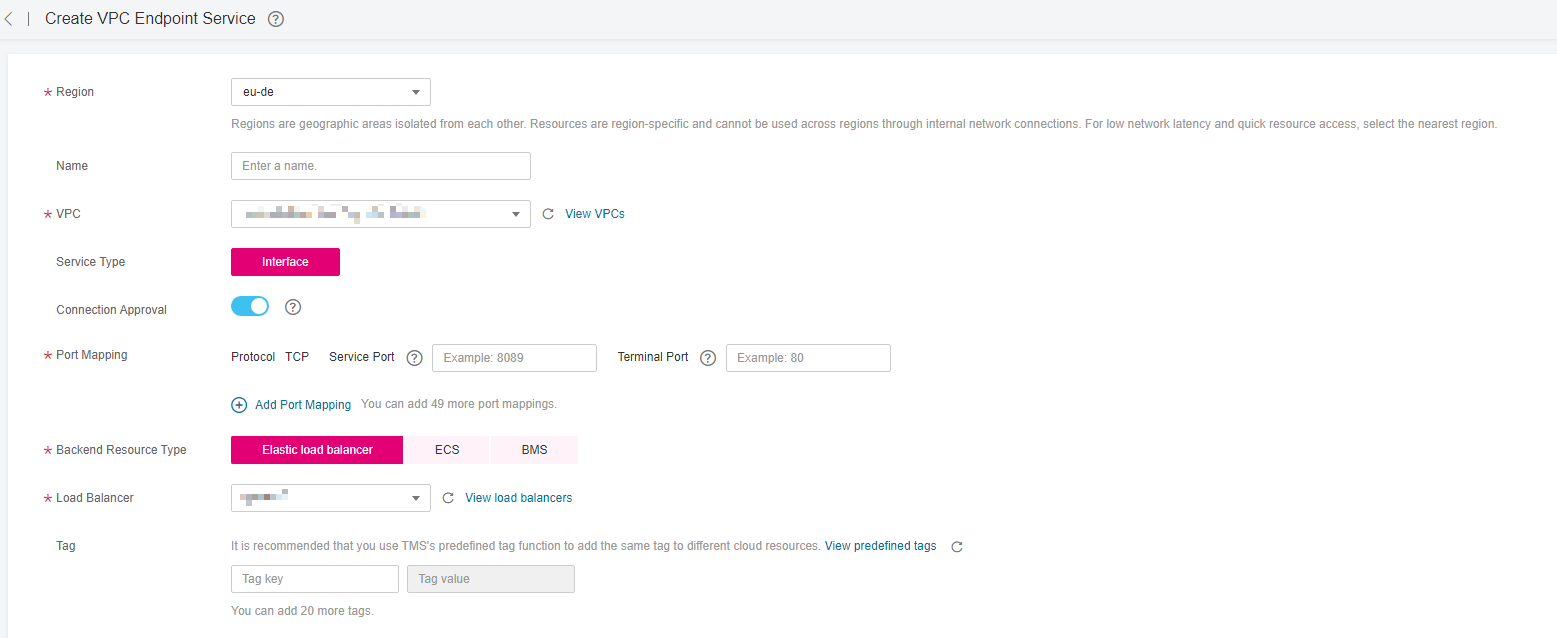 Create VPC Endpoint Service ?
* Region eu-de
Regions are geographic areas isolated from each other. Resources are region-specific and cannot be used across regions through internal network connections. For low network latency and quick resource access, select the nearest region.
Name Enter a name.
* VPC View VPCs
Service Type Interface
Connection Approval ?
* Port Mapping Protocol TCP Service Port ? Example: 8089 Terminal Port ? Example: 80
Add Port Mapping You can add 49 more port mappings.
* Backend Resource Type Elastic load balancer ECS BMS
* Load Balancer View load balancers
Tag It is recommended that you use TMS's predefined tag function to add the same tag to different cloud resources. View predefined tags
Tag key Tag value
You can add 20 more tags.